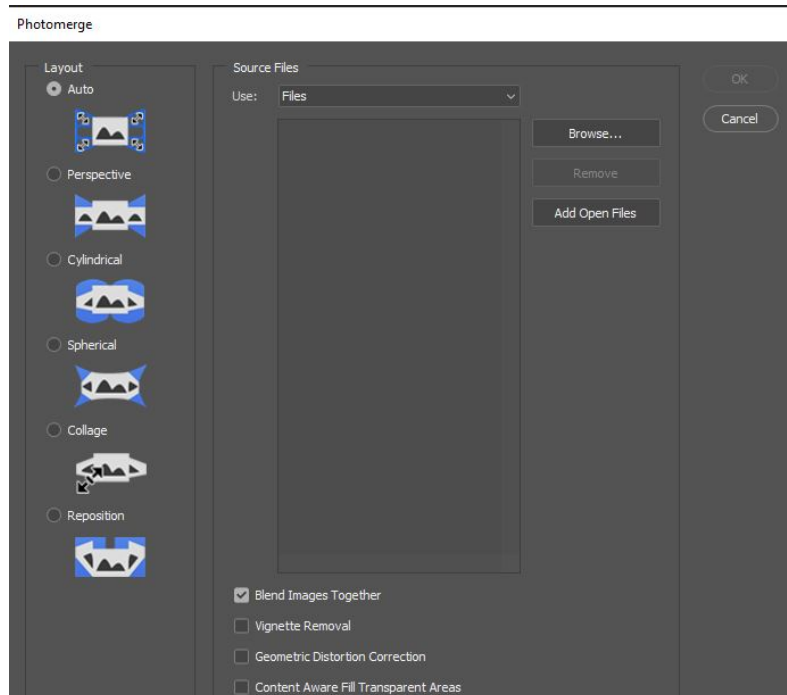 Photomerge
Layout
Auto
Perspective
Cylindrical
Spherical
Collage
Reposition
Source Files
Use: Files
Browse...
Remove
Add Open Files
Blend Images Together
Vignette Removal
Geometric Distortion Correction
Content Aware Fill Transparent Areas
OK
Cancel